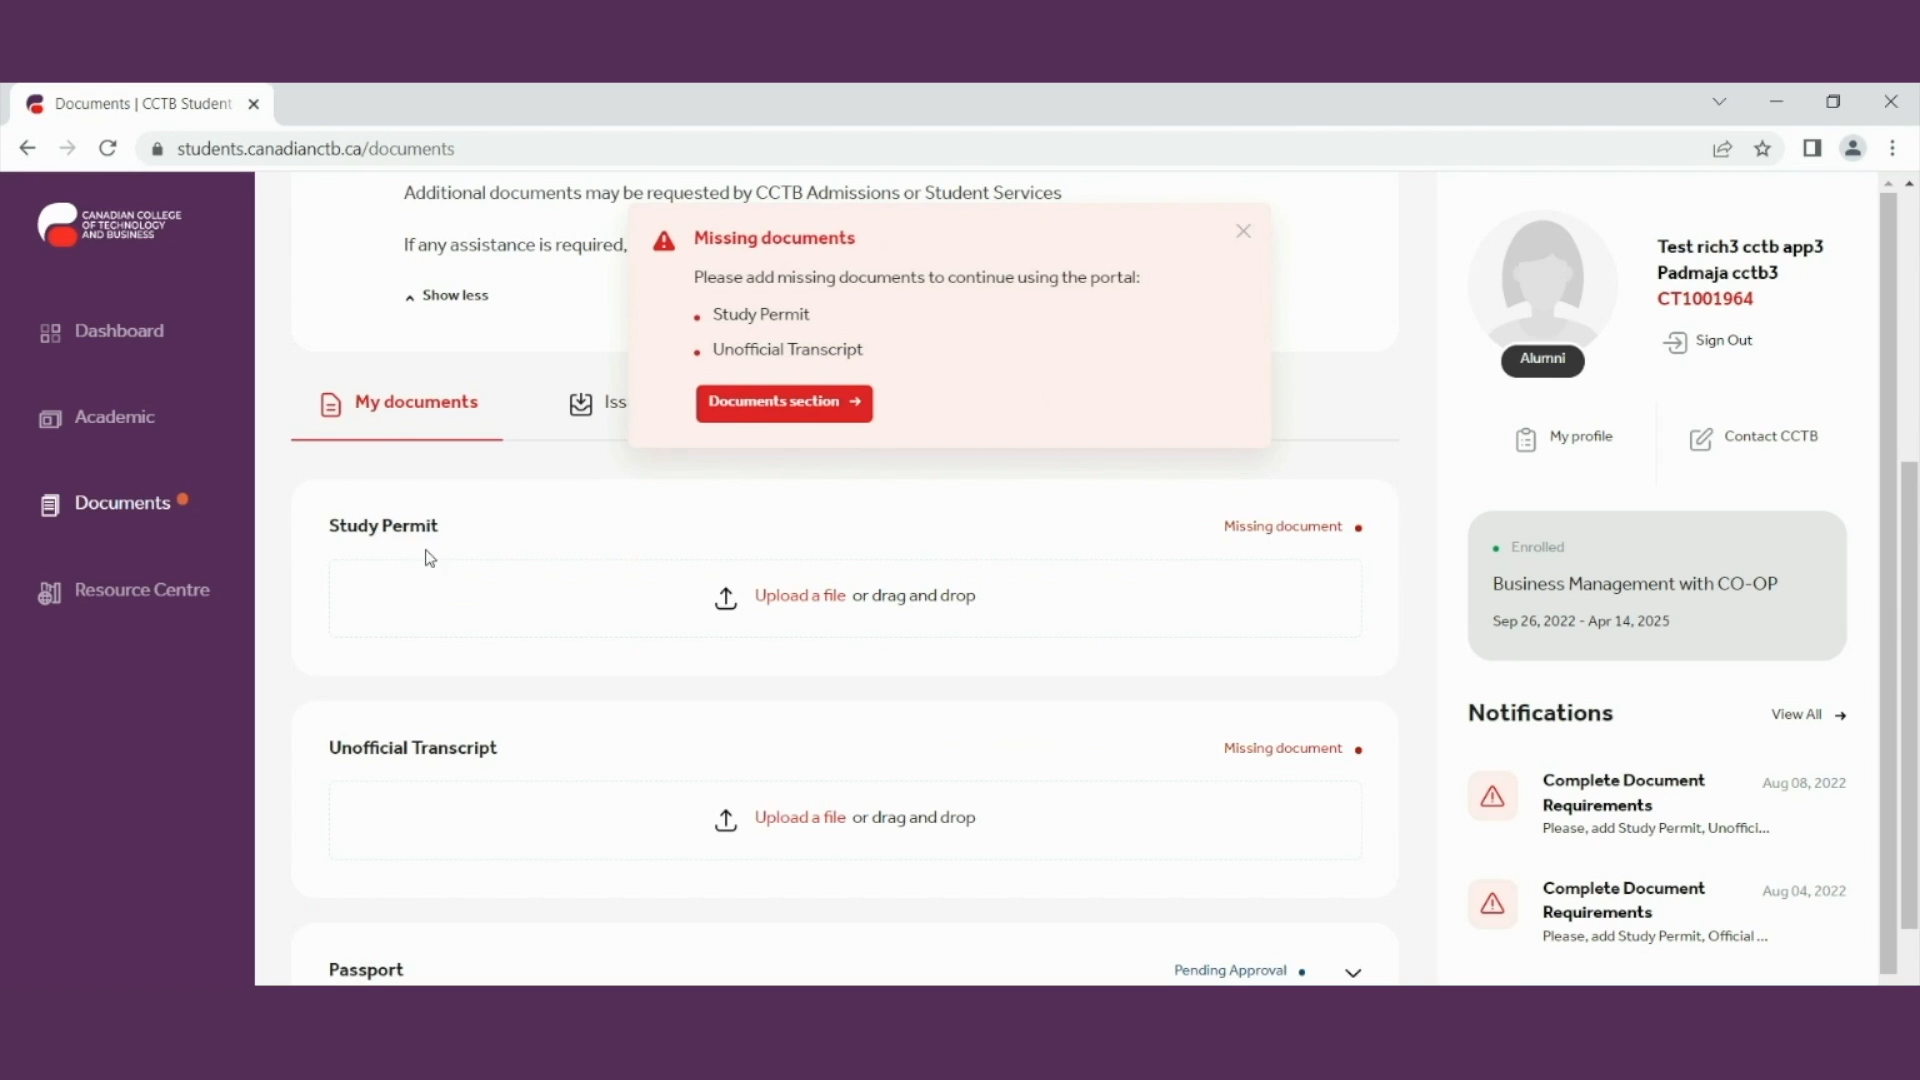 Documents | CCTB Student
students.canadianctb.ca/documents
CANADIAN COLLEGE
OF TECHNOLOGY
AND BUSINESS
Dashboard
Academic
Documents
Resource Centre
Additional documents may be requested by CCTB Admissions or Student Services
If any assistance is required,
Show less
Missing documents
Please add missing documents to continue using the portal:
Study Permit
Unofficial Transcript
Documents section →
My documents
Iss
Study Permit
Missing document
Upload a file or drag and drop
Unofficial Transcript
Missing document
Upload a file or drag and drop
Passport
Pending Approval
Test rich3 cctb app3
Padmaja cctb3
CT1001964
Sign Out
Alumni
My profile
Contact CCTB
Enrolled
Business Management with CO-OP
Sep 26, 2022 - Apr 14, 2025
Notifications
View All →
Complete Document Aug 08, 2022
Requirements
Please, add Study Permit, Unoffici...
Complete Document Aug 04, 2022
Requirements
Please, add Study Permit, Official ...